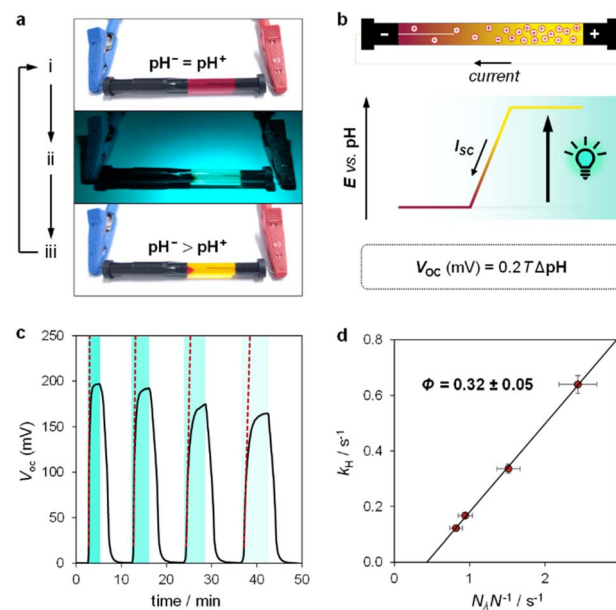 a
i
ii
iii
pH⁻ = pH⁺
pH⁻ > pH⁺
b
- +
current
E vs. pH
I_SC
V_OC (mV) = 0.2 T ΔpH
c
V_oc (mV)
250
200
150
100
50
0
0 10 20 30 40 50
time / min
d
Φ = 0.32 ± 0.05
k_H / s⁻¹
0.8
0.6
0.4
0.2
0.0
0 1 2
N_λN⁻¹ / s⁻¹